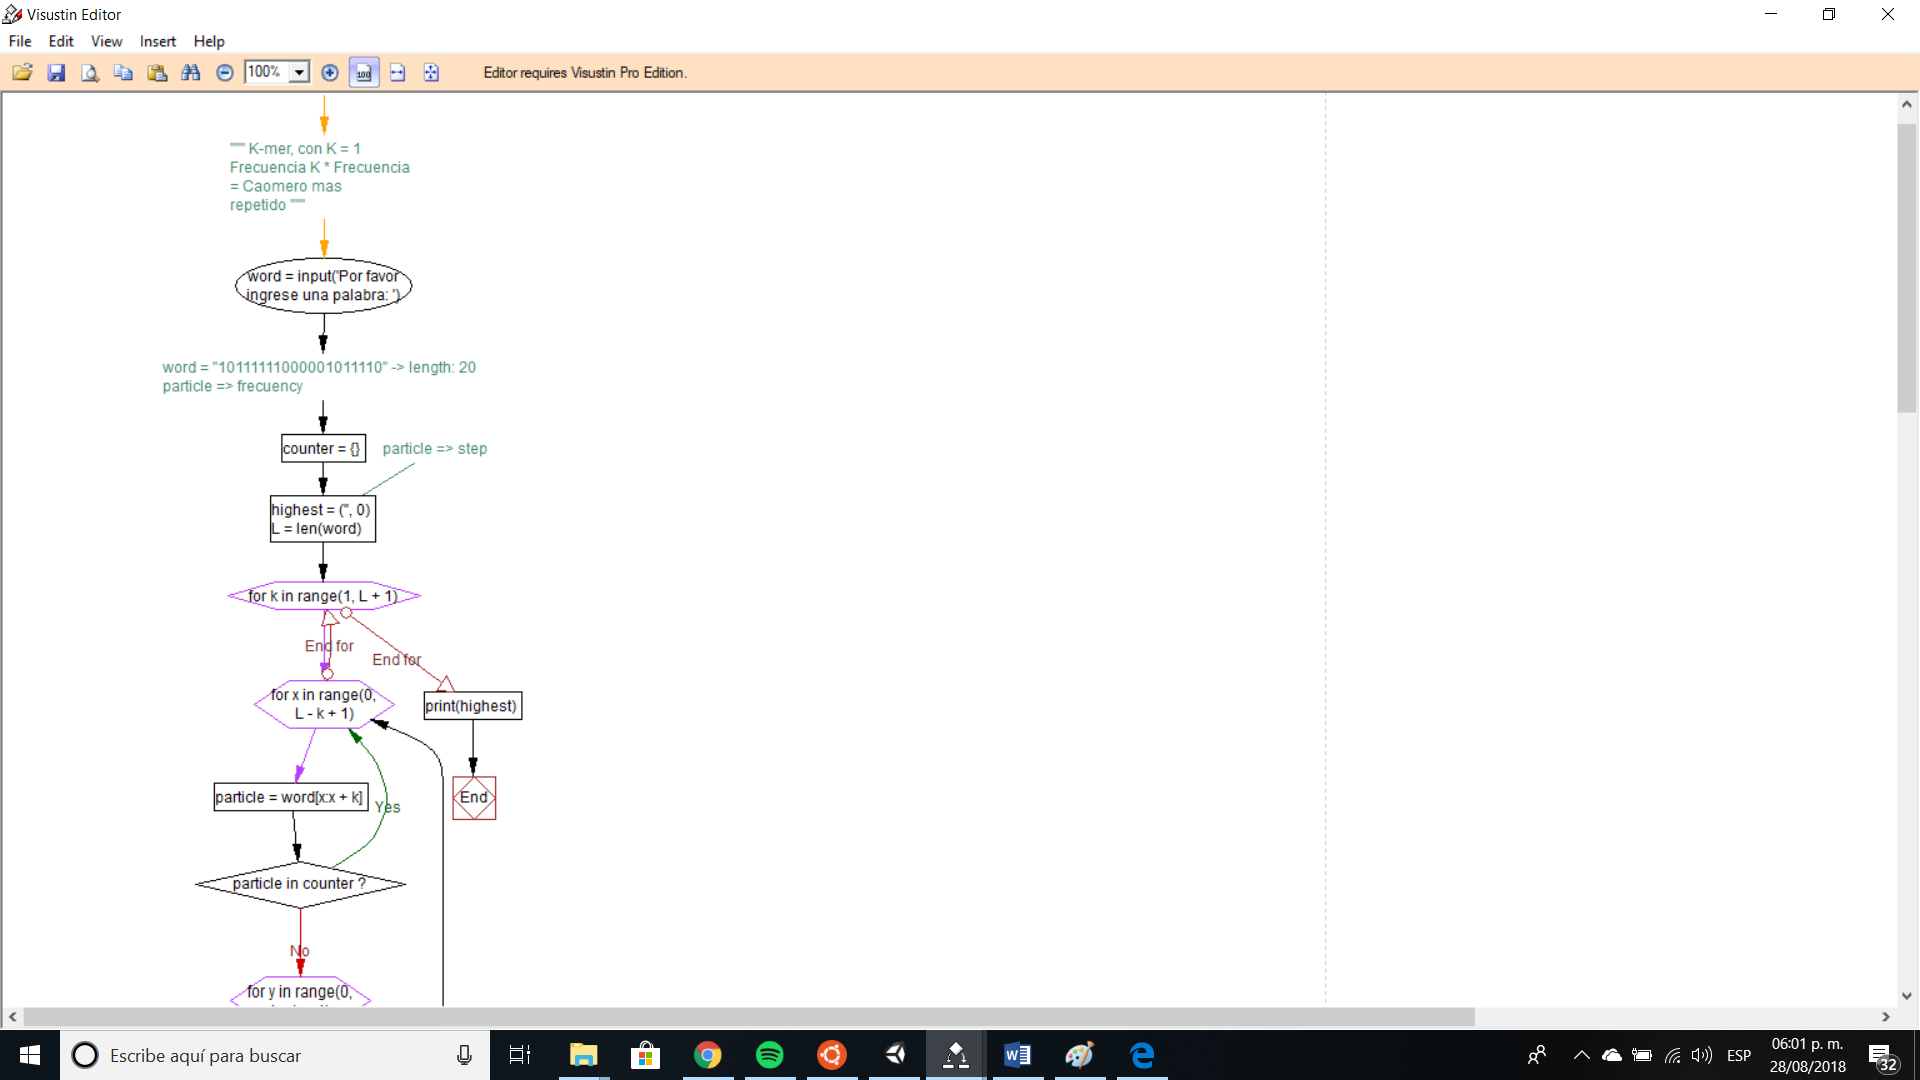 Visustin Editor
File Edit View Insert Help
100% 100 Editor requires Visustin Pro Edition.
""" K-mer, con K = 1
Frecuencia K * Frecuencia
= Caomero mas
repetido """
word = input('Por favor
ingrese una palabra: ')
word = "10111111000001011110" -> length: 20
particle => frecuency
counter = {}
particle => step
highest = ('', 0)
L = len(word)
for k in range(1, L + 1)
End for
End for
for x in range(0,
L - k + 1)
print(highest)
particle = word[x:x + k]
Yes
End
particle in counter ?
No
for y in range(0,
Escribe aquí para buscar
ESP
06:01 p. m.
28/08/2018
32